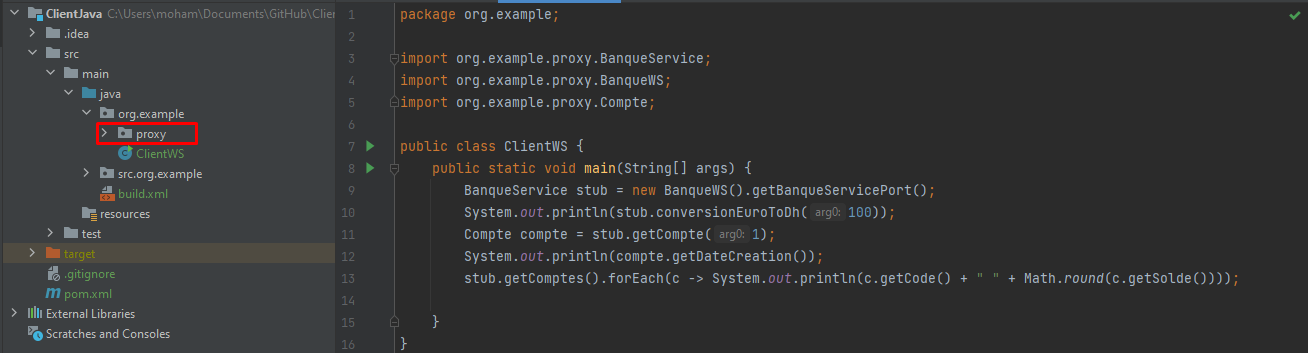 ClientJava C:\Users\moham\Documents\GitHub\Clie
.idea
src
main
java
org.example
proxy
ClientWS
src.org.example
build.xml
resources
test
target
.gitignore
pom.xml
External Libraries
Scratches and Consoles
1 package org.example;
2
3 import org.example.proxy.BanqueService;
4 import org.example.proxy.BanqueWS;
5 import org.example.proxy.Compte;
6
7 public class ClientWS {
8 public static void main(String[] args) {
9 BanqueService stub = new BanqueWS().getBanqueServicePort();
10 System.out.println(stub.conversionEuroToDh( arg0: 100));
11 Compte compte = stub.getCompte( arg0: 1);
12 System.out.println(compte.getDateCreation());
13 stub.getComptes().forEach(c -> System.out.println(c.getCode() + " " + Math.round(c.getSolde())));
14
15 }
16 }